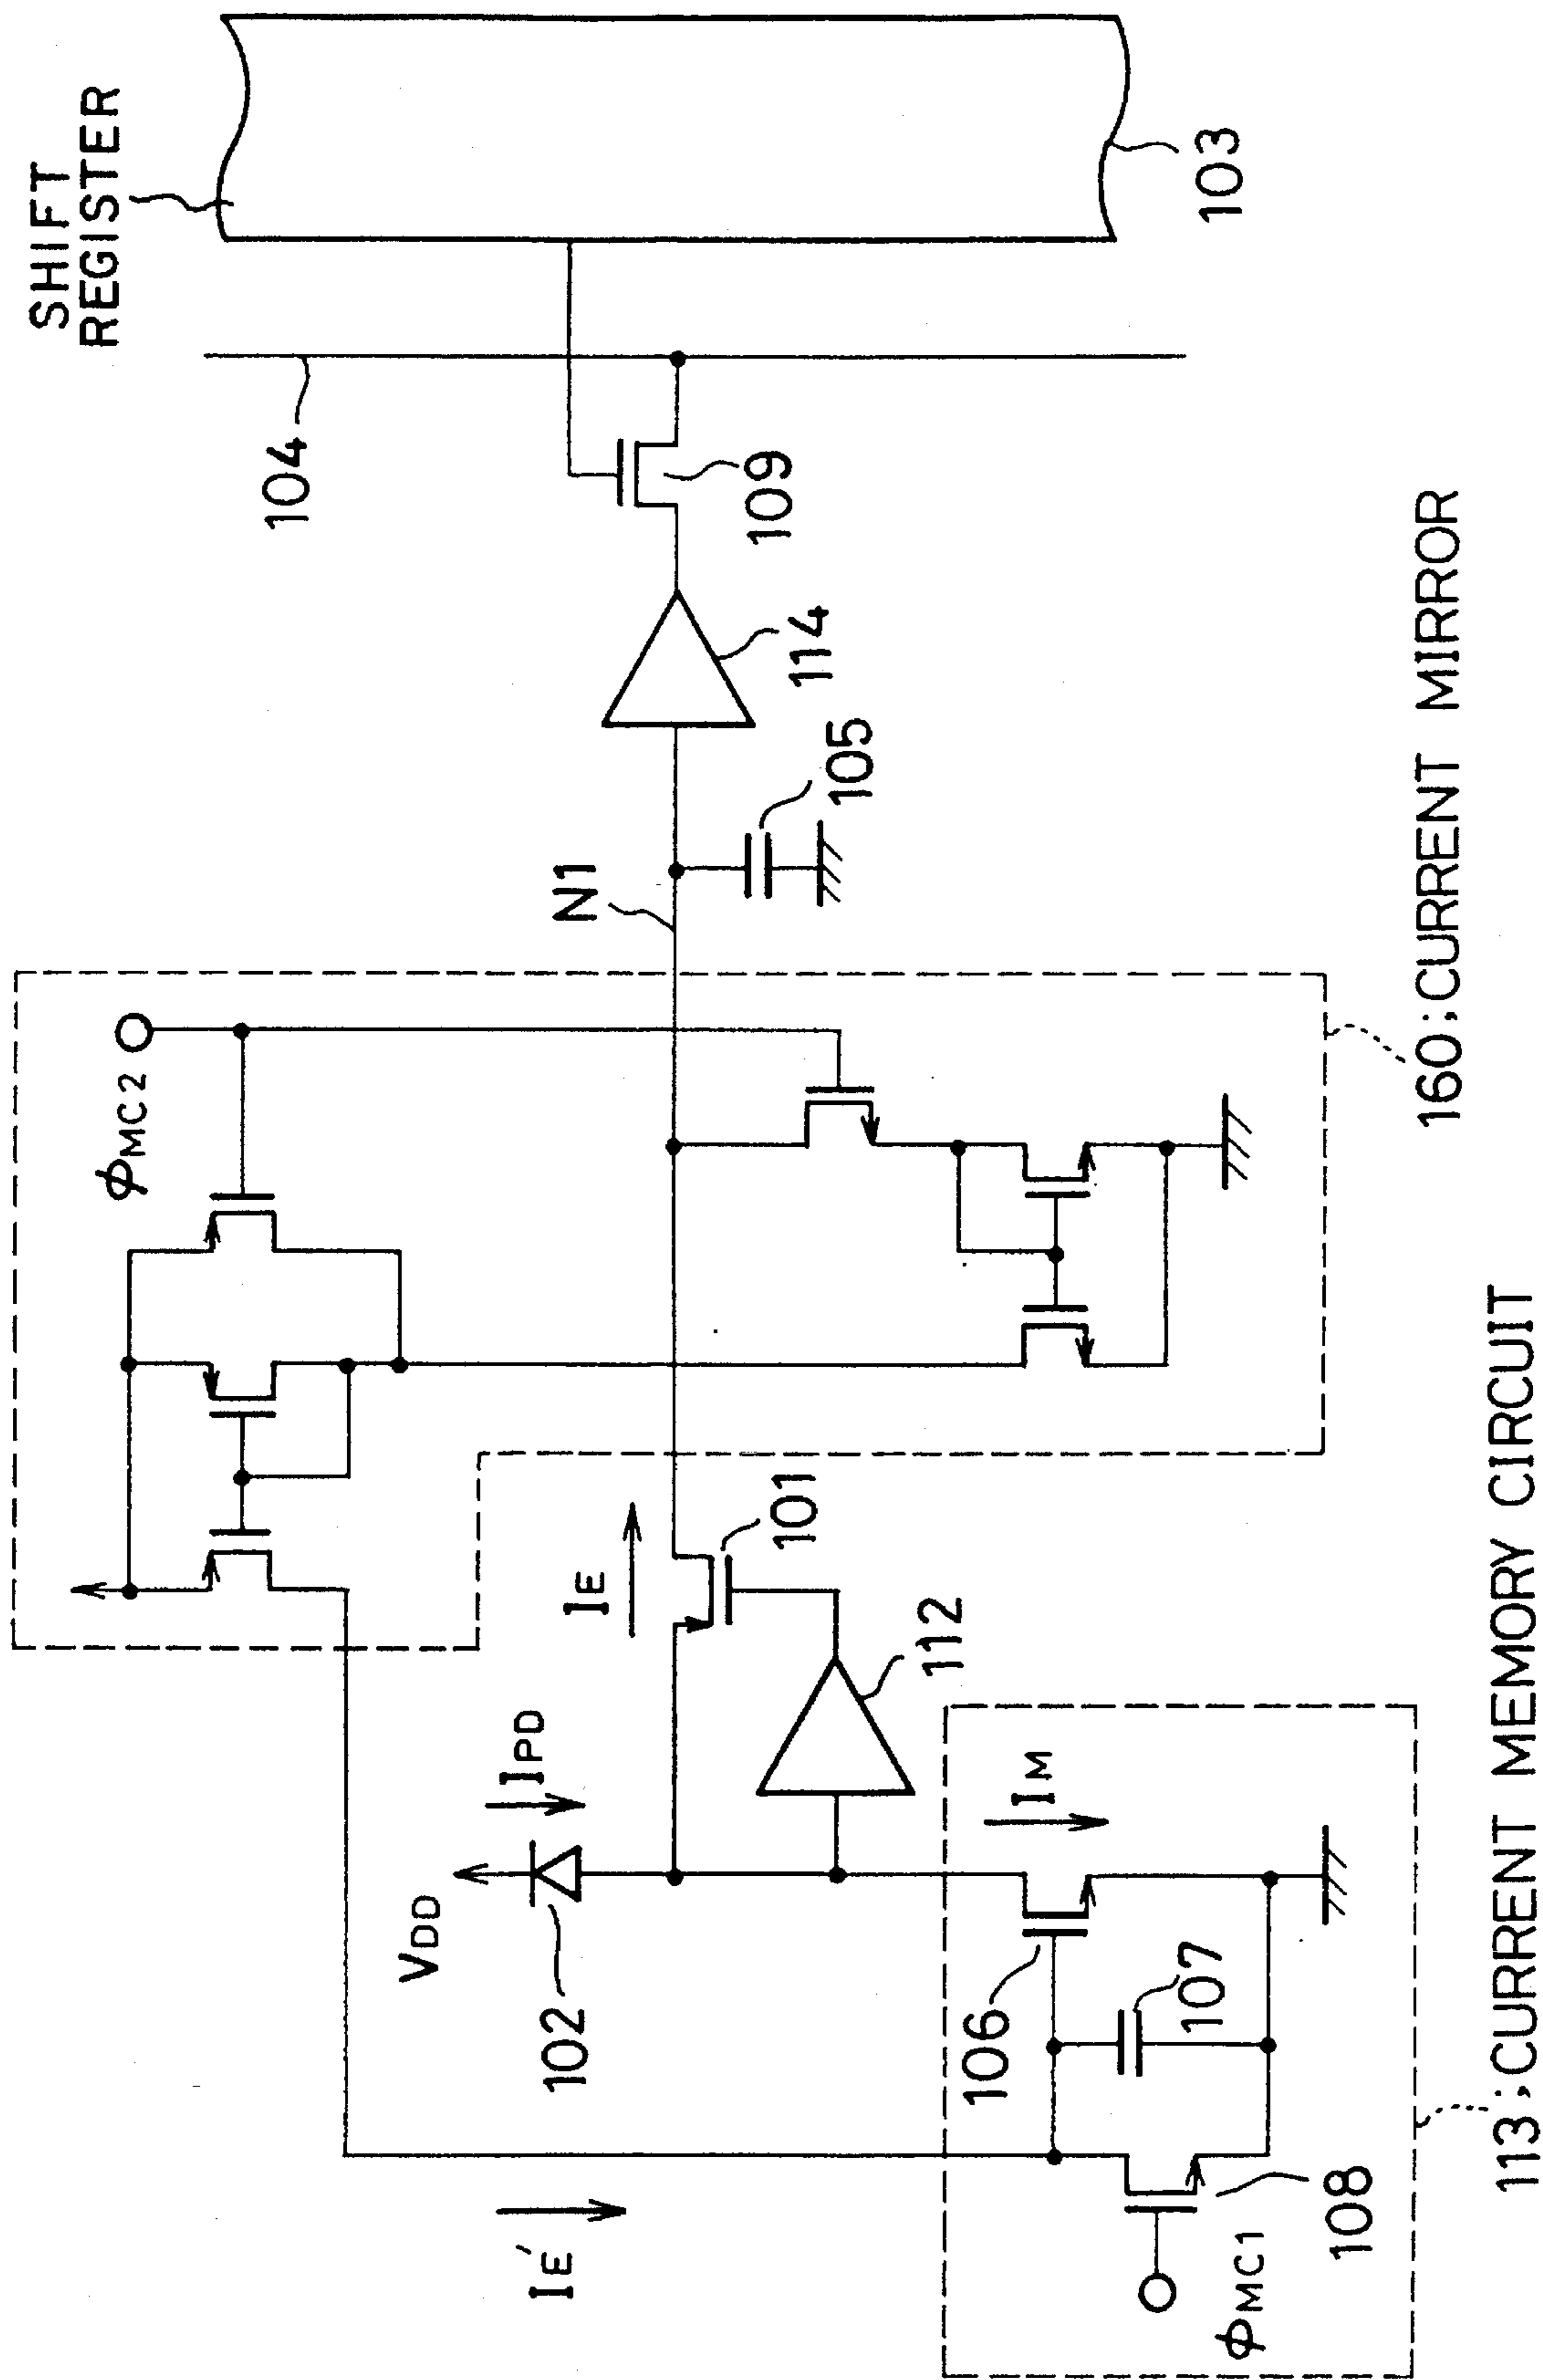 SHIFT
REGISTER
103
104
109
114
105
N1
ϕMC2
160;CURRENT MIRROR
IE
101
112
IPD
VDD
102
IM
106
107
108
ϕMC1
IE′
113;CURRENT MEMORY CIRCUIT